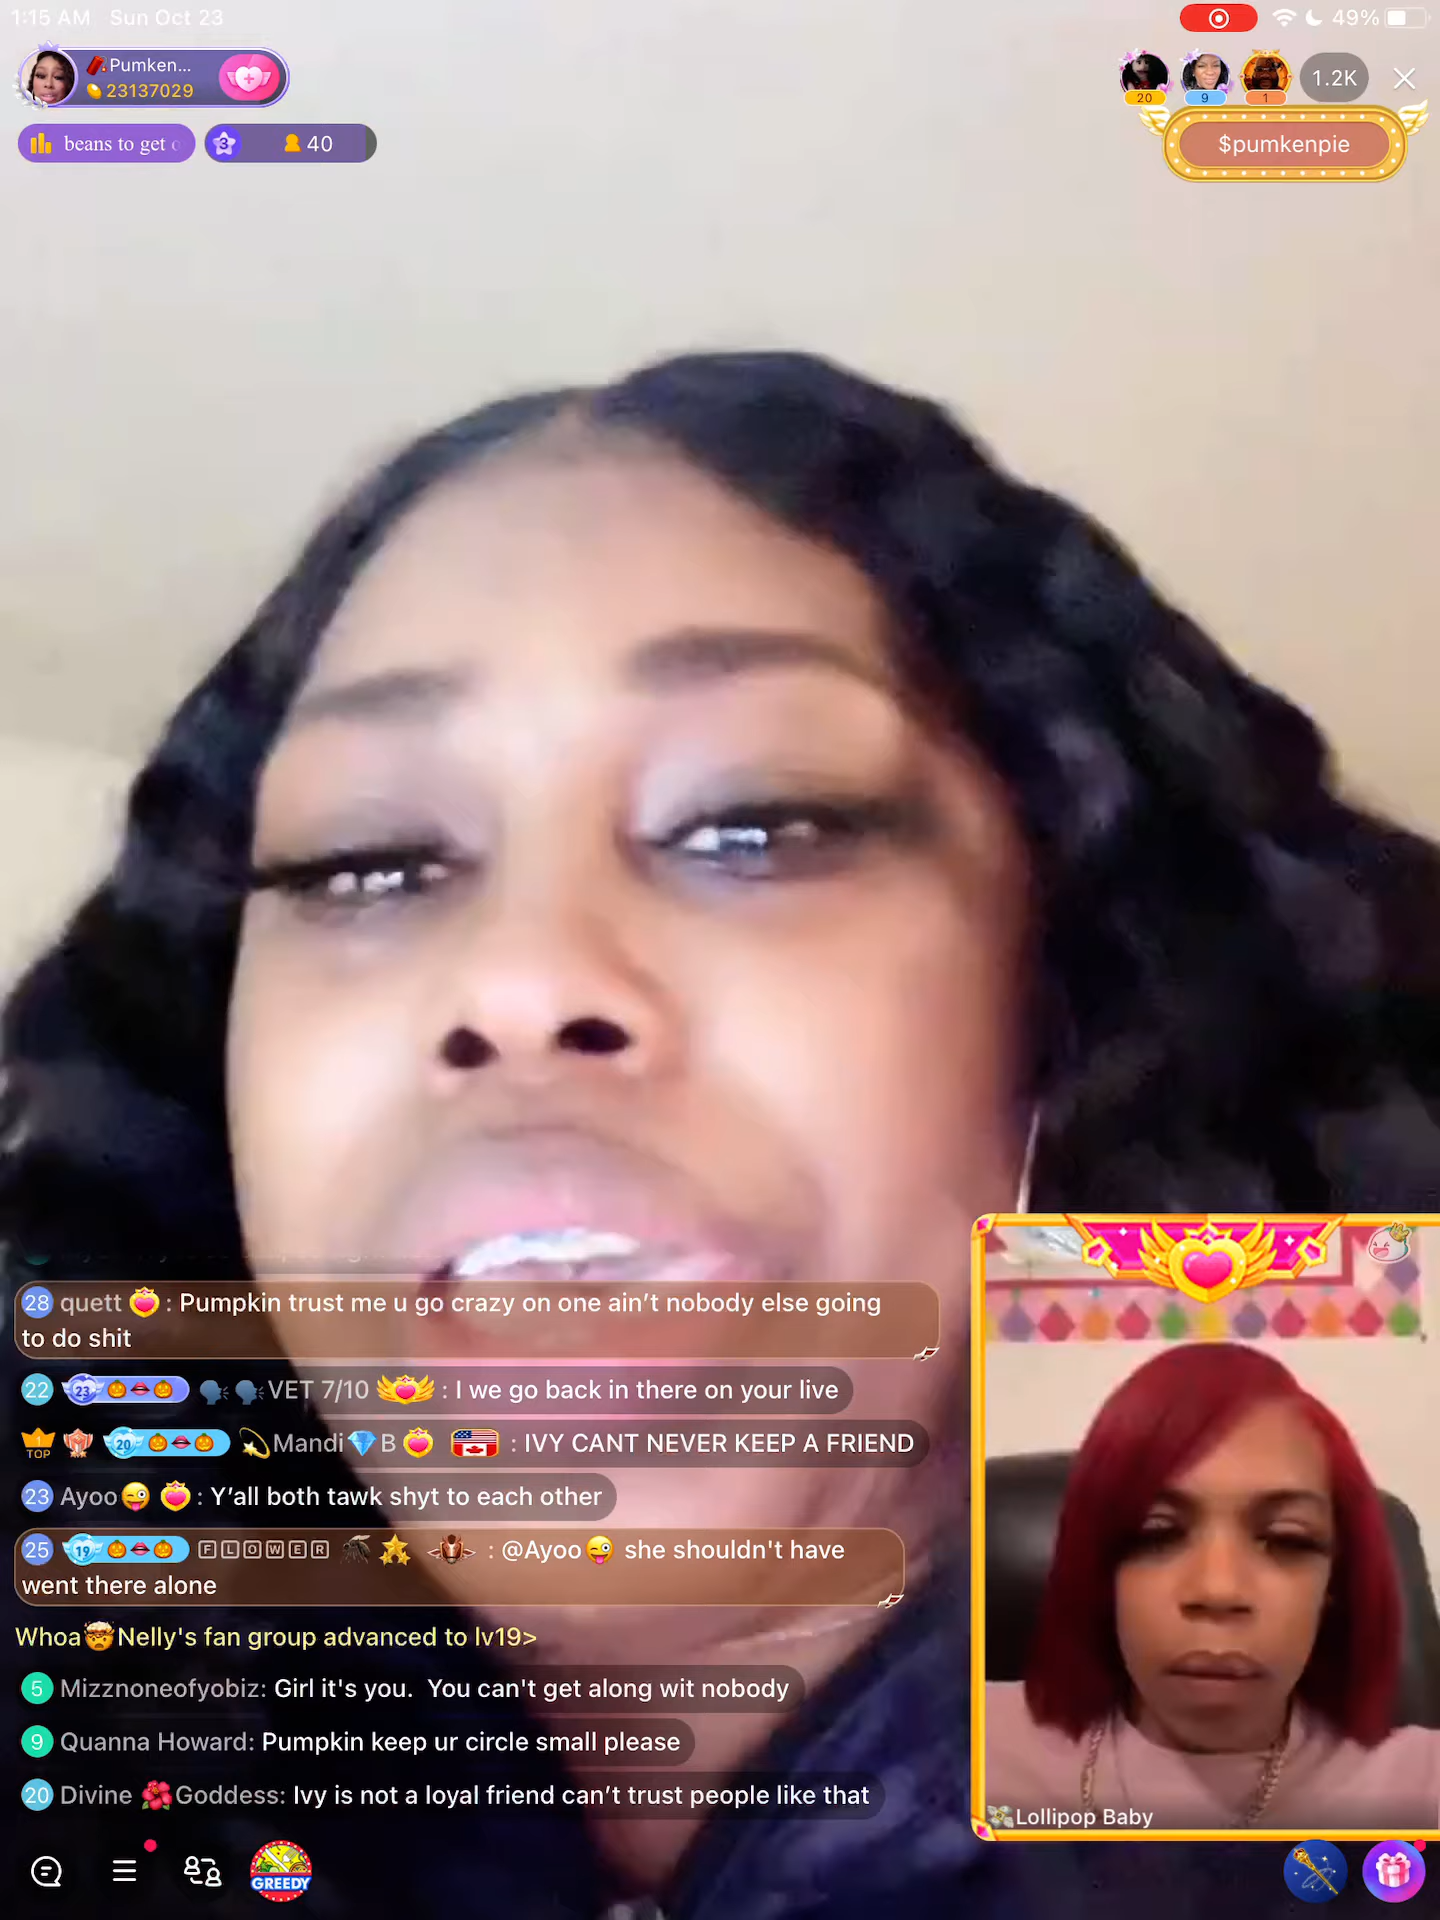 1:15 AM Sun Oct 23
49%
Pumken...
23137029
20
9
1
1.2K
beans to get
3
40
$pumkenpie
28 quett : Pumpkin trust me u go crazy on one ain't nobody else going
to do shit
22 23 VET 7/10 : I we go back in there on your live
1 TOP 20 Mandi B : IVY CANT NEVER KEEP A FRIEND
23 Ayoo : Y'all both tawk shyt to each other
25 19 FLOWER : @Ayoo she shouldn't have
went there alone
Whoa Nelly's fan group advanced to lv19>
5 Mizznoneofyobiz: Girl it's you. You can't get along wit nobody
9 Quanna Howard: Pumpkin keep ur circle small please
20 Divine Goddess: Ivy is not a loyal friend can't trust people like that
Lollipop Baby
GREEDY